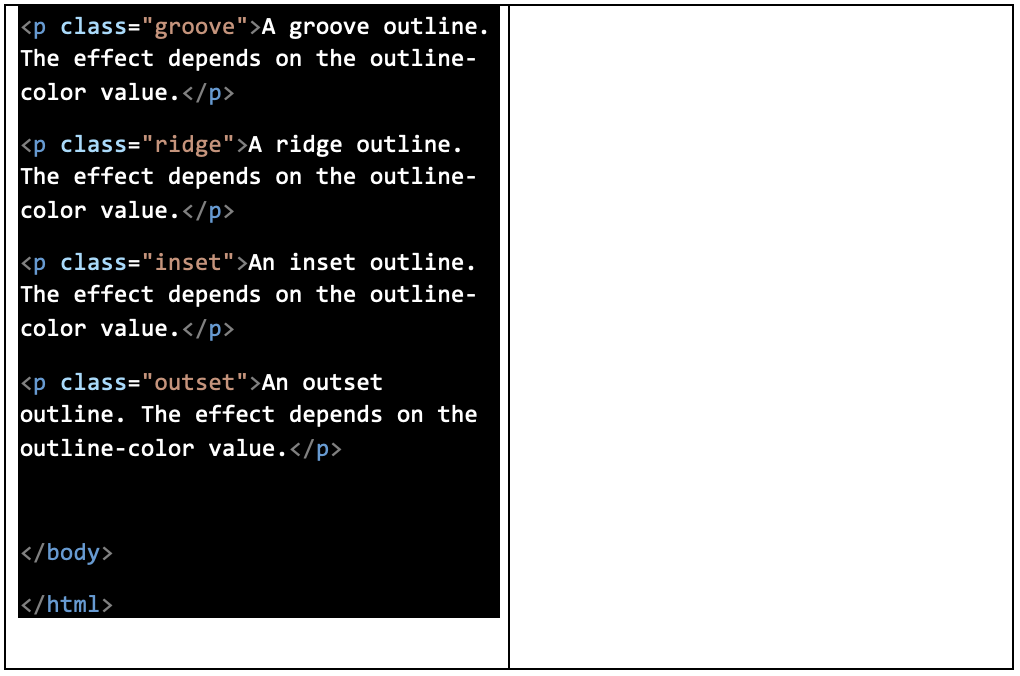 <p class="groove">A groove outline.
The effect depends on the outline-
color value.</p>
<p class="ridge">A ridge outline.
The effect depends on the outline-
color value.</p>
<p class="inset">An inset outline.
The effect depends on the outline-
color value.</p>
<p class="outset">An outset
outline. The effect depends on the
outline-color value.</p>
</body>
</html>